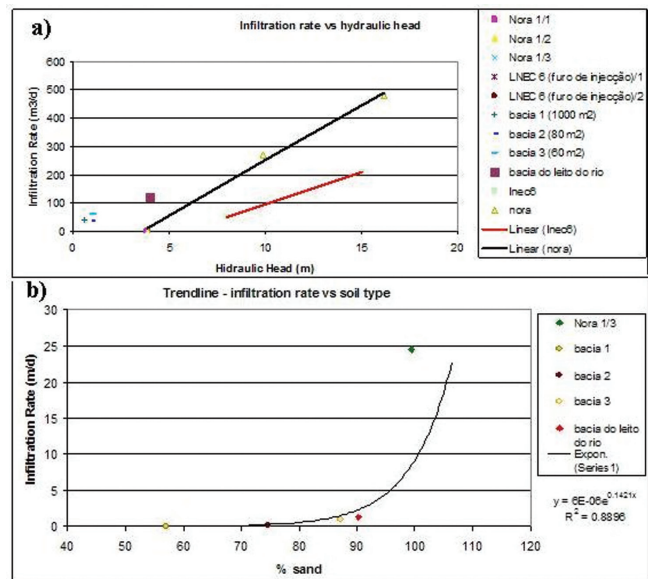 a)
Infiltration rate vs hydraulic head
Infiltration Rate (m3/d)
600
500
400
300
200
100
0
0 5 10 15 20
Hidraulic Head (m)
Nora 1/1
Nora 1/2
Nora 1/3
LNEC 6 (furo de injecção)/1
LNEC6 (furo de injecção)/2
bacia 1 (1000 m2)
bacia 2 (80 m2)
bacia 3 (60 m2)
bacia do leito do rio
lnec6
nora
Linear (lnec6)
Linear (nora)
b)
Trendline - infiltration rate vs soil type
Infiltration Rate (m/d)
30
25
20
15
10
5
0
40 50 60 70 80 90 100 110 120
% sand
Nora 1/3
bacia 1
bacia 2
bacia 3
bacia do leito
do rio
Expon.
(Series1)
y = 6E-06e^0.1421x
R² = 0.8896